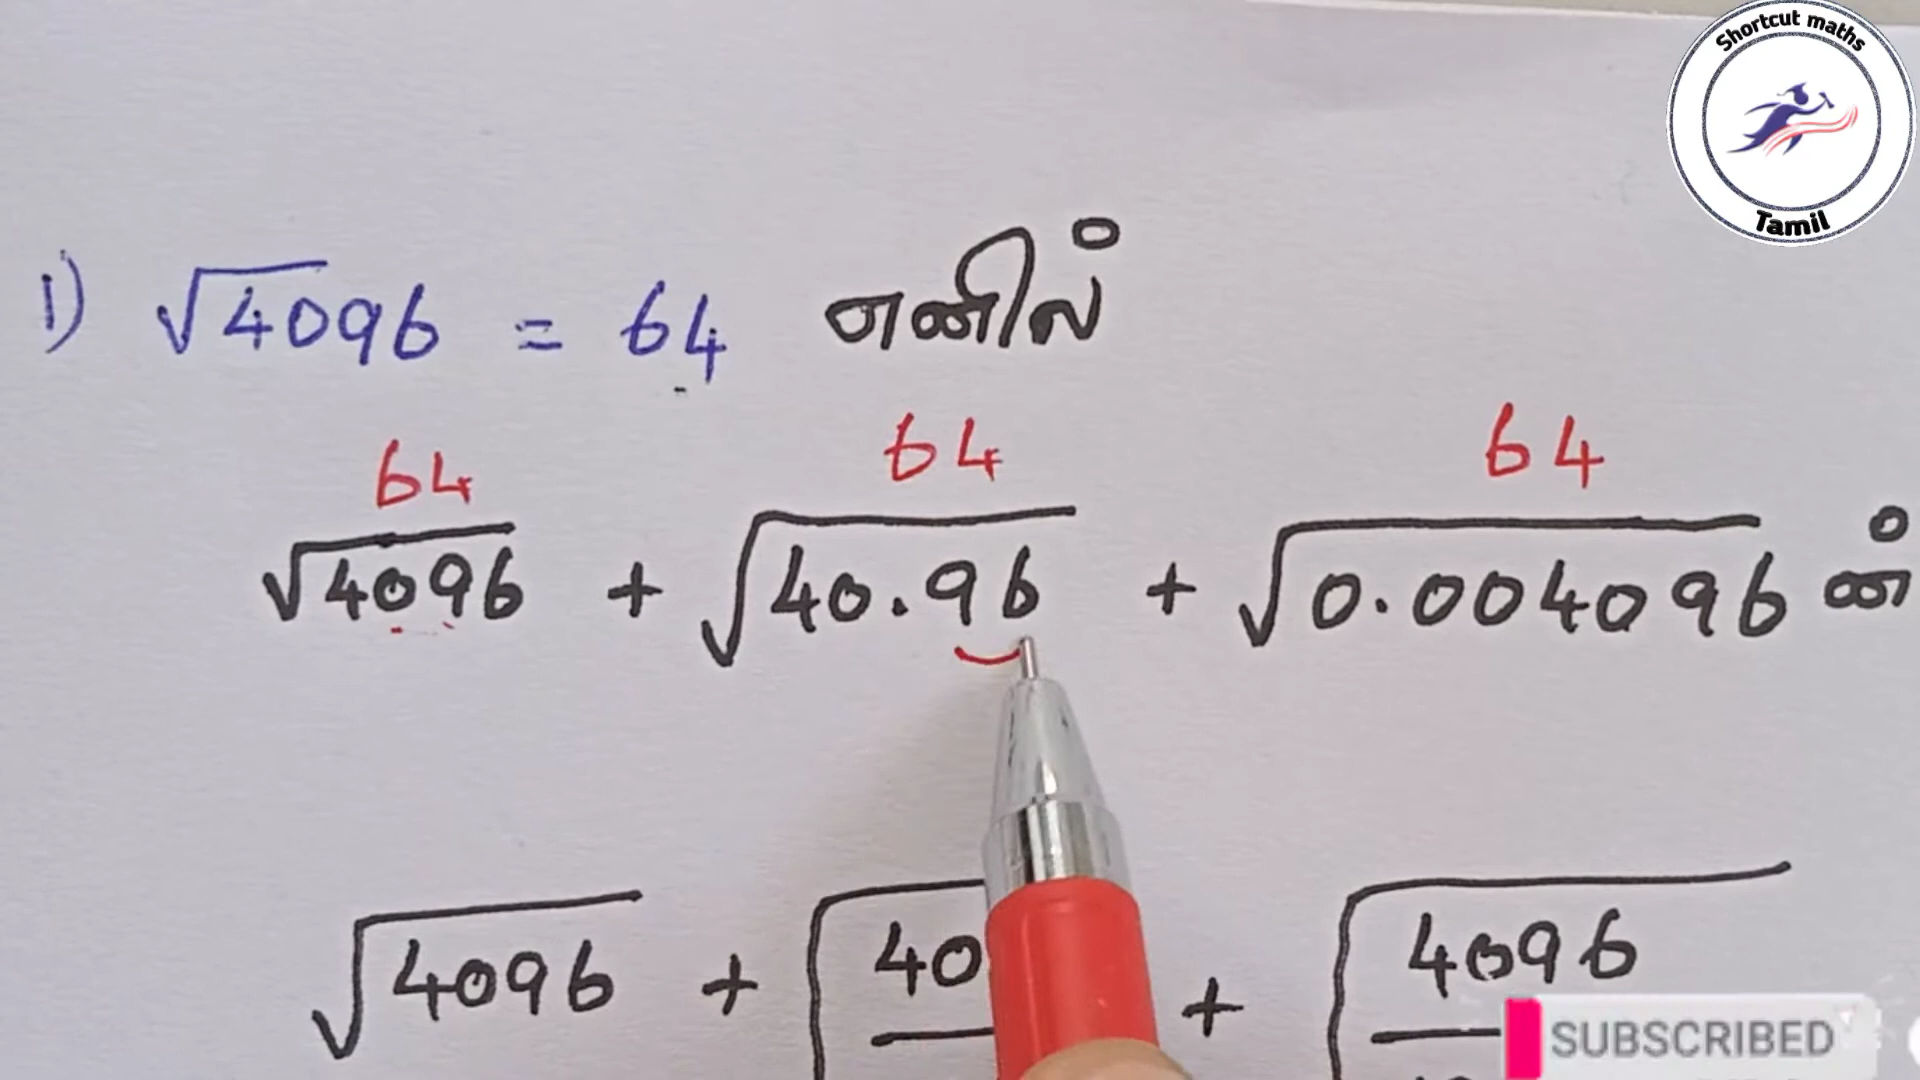 Shortcut maths
Tamil
1) √4096 = 64 எனில்
64 64 64
√4096 + √40.96 + √0.004096 ன்
√4096 + √40 + √4096
SUBSCRIBED